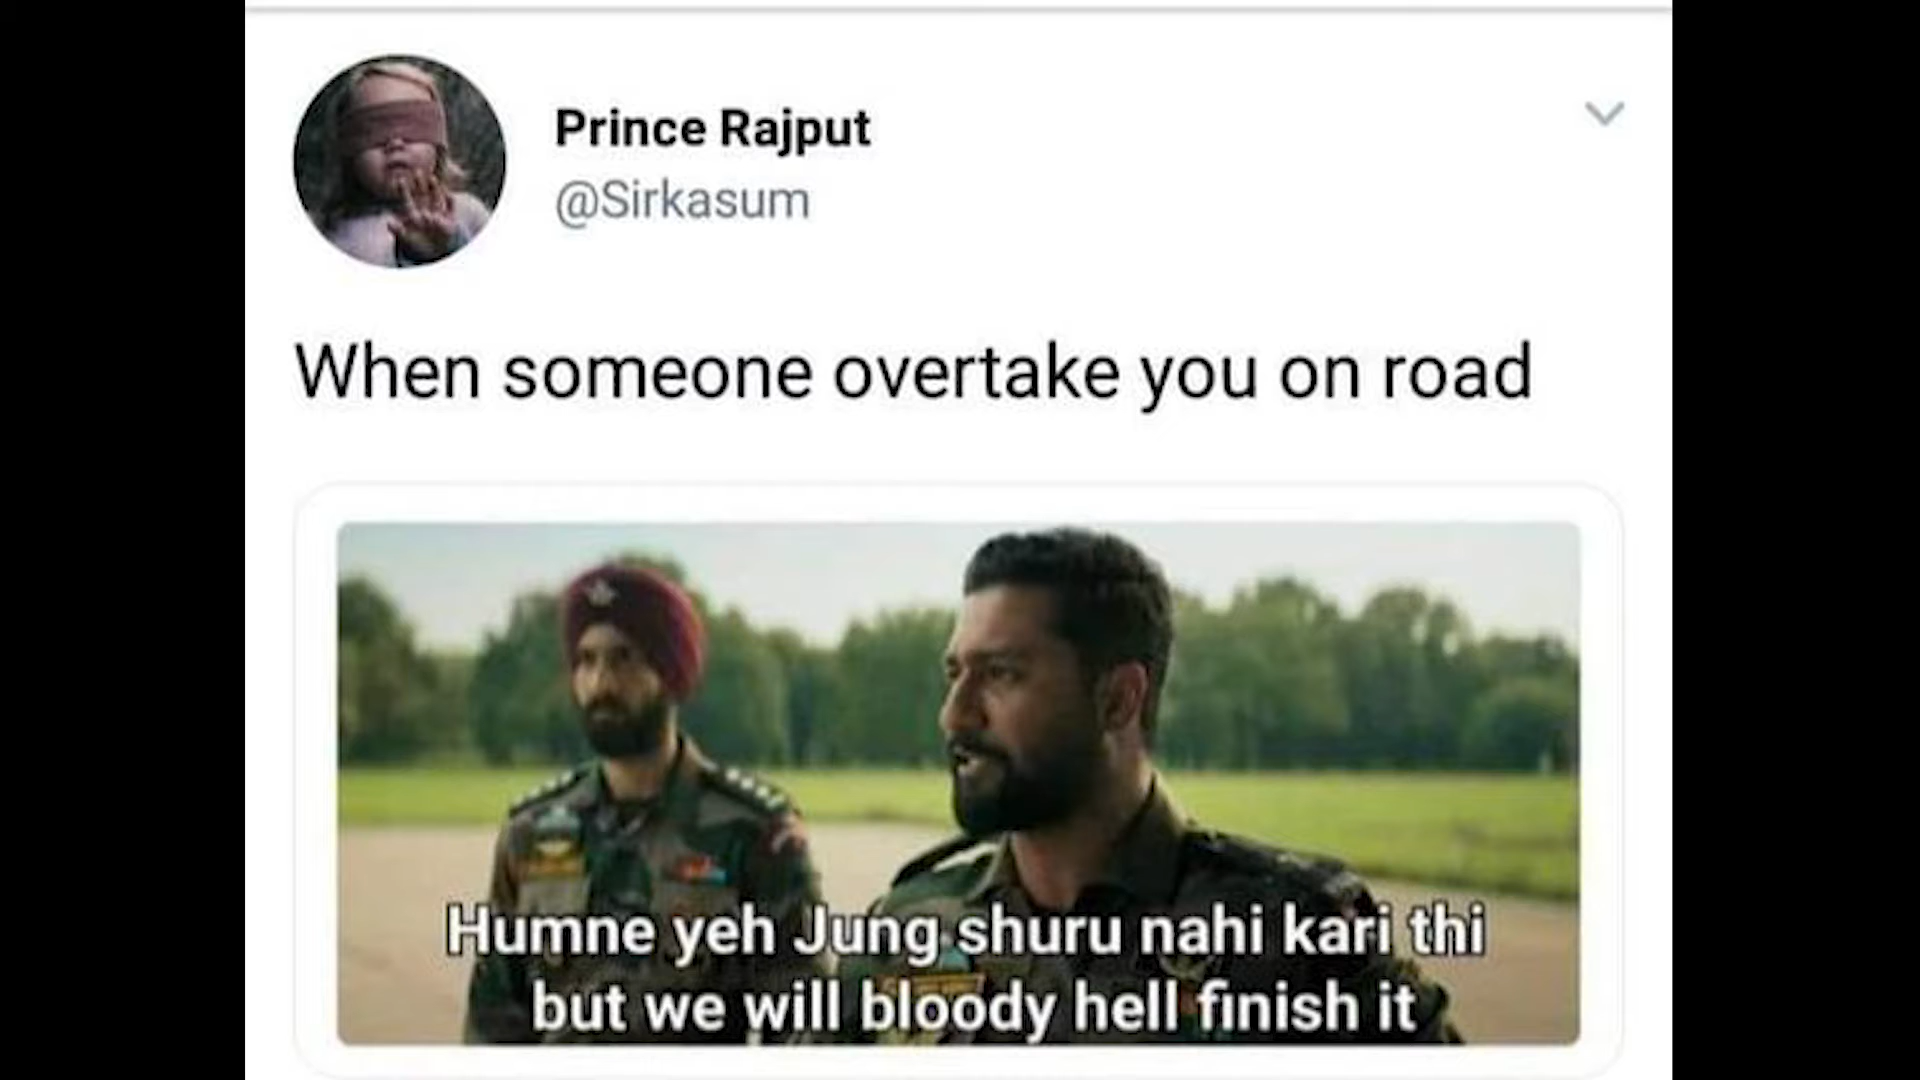 Prince Rajput
@Sirkasum
When someone overtake you on road
Humne yeh Jung shuru nahi kari thi
but we will bloody hell finish it